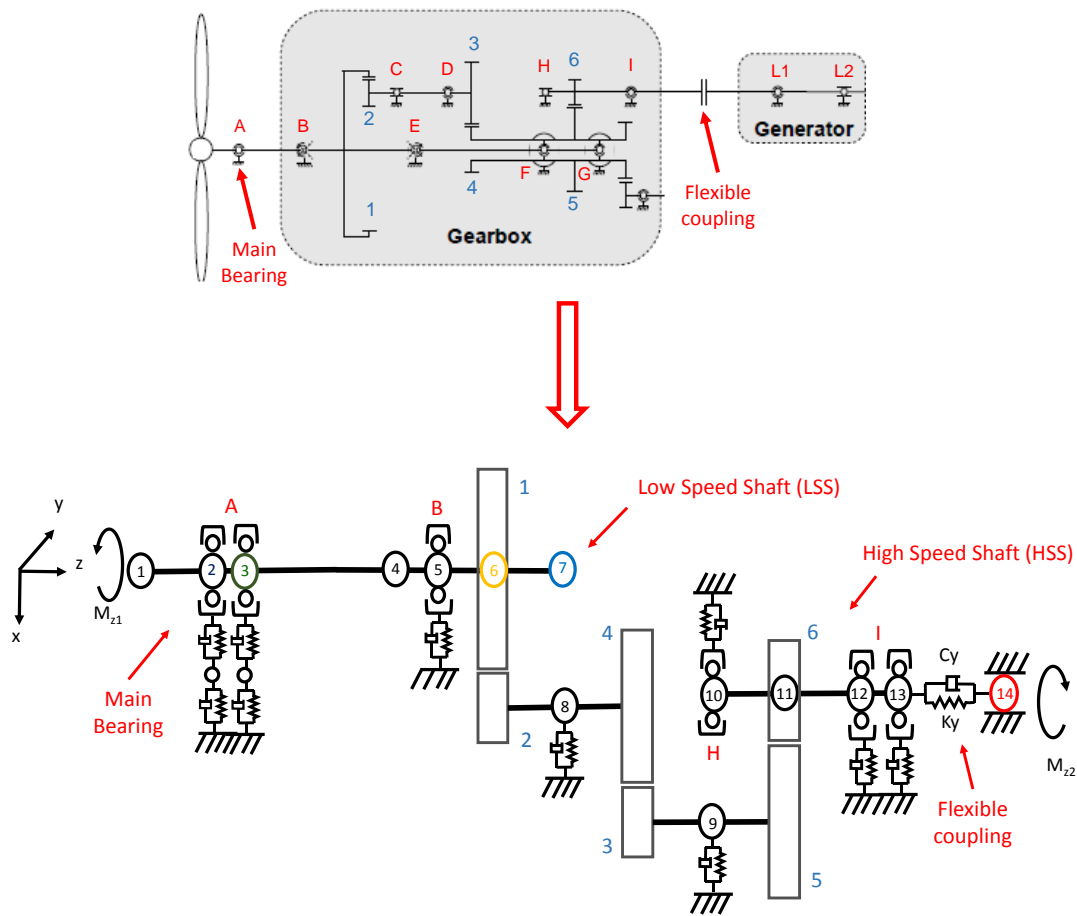 3
6
C
D
H
I
L1
L2
2
A
B
E
Generator
F
G
4
5
Flexible
coupling
1
Gearbox
Main
Bearing
1
Low Speed Shaft (LSS)
y
A
B
High Speed Shaft (HSS)
z
1
2
3
4
5
6
7
Mz1
x
4
6
I
Cy
Main
Bearing
8
10
11
12
13
14
2
H
Ky
Mz2
Flexible
coupling
9
3
5